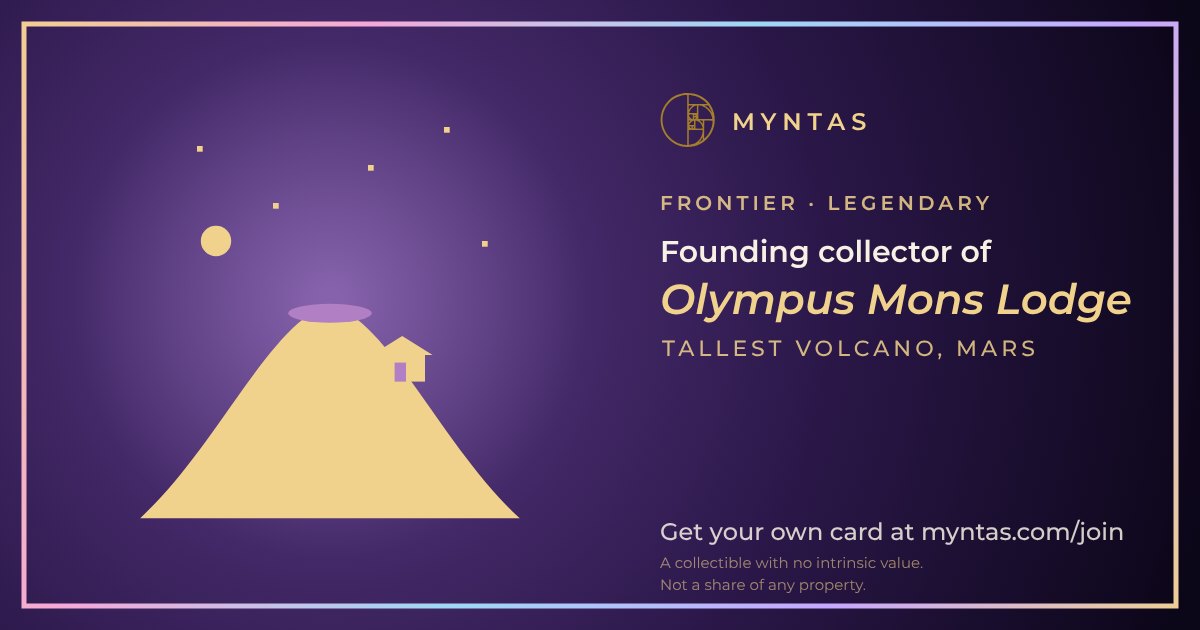 MYNTAS
FRONTIER · LEGENDARY
Founding collector of
Olympus Mons Lodge
TALLEST VOLCANO, MARS
Get your own card at myntas.com/join
A collectible with no intrinsic value.
Not a share of any property.